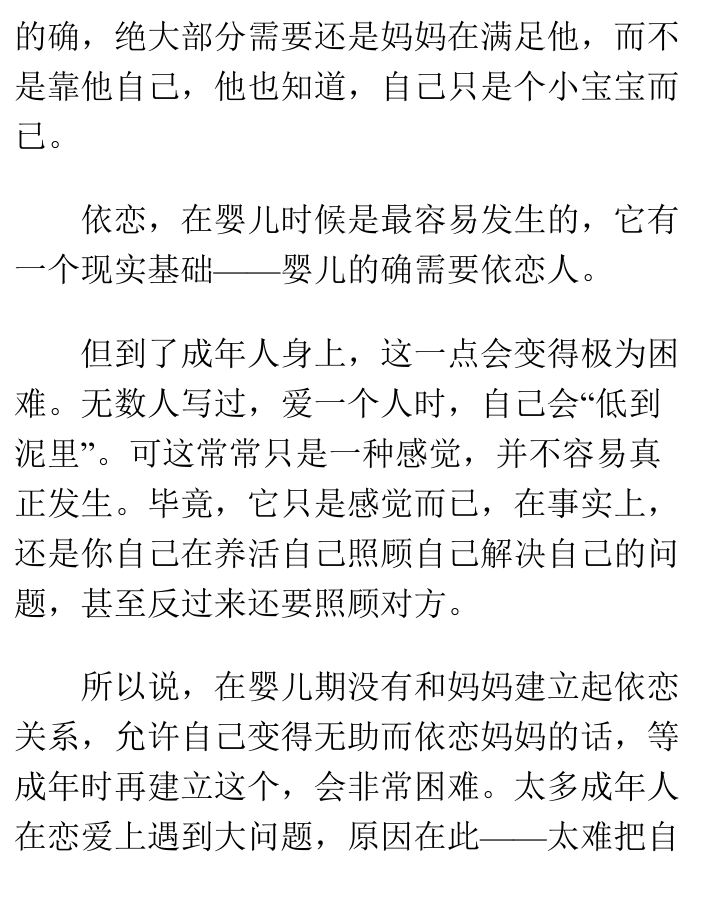 的确，绝大部分需要还是妈妈在满足他，而不
是靠他自己，他也知道，自己只是个小宝宝而
已。
依恋，在婴儿时候是最容易发生的，它有
一个现实基础——婴儿的确需要依恋人。
但到了成年人身上，这一点会变得极为困
难。无数人写过，爱一个人时，自己会“低到
泥里”。可这常常只是一种感觉，并不容易真
正发生。毕竟，它只是感觉而已，在事实上，
还是你自己在养活自己照顾自己解决自己的问
题，甚至反过来还要照顾对方。
所以说，在婴儿期没有和妈妈建立起依恋
关系，允许自己变得无助而依恋妈妈的话，等
成年时再建立这个，会非常困难。太多成年人
在恋爱上遇到大问题，原因在此——太难把自